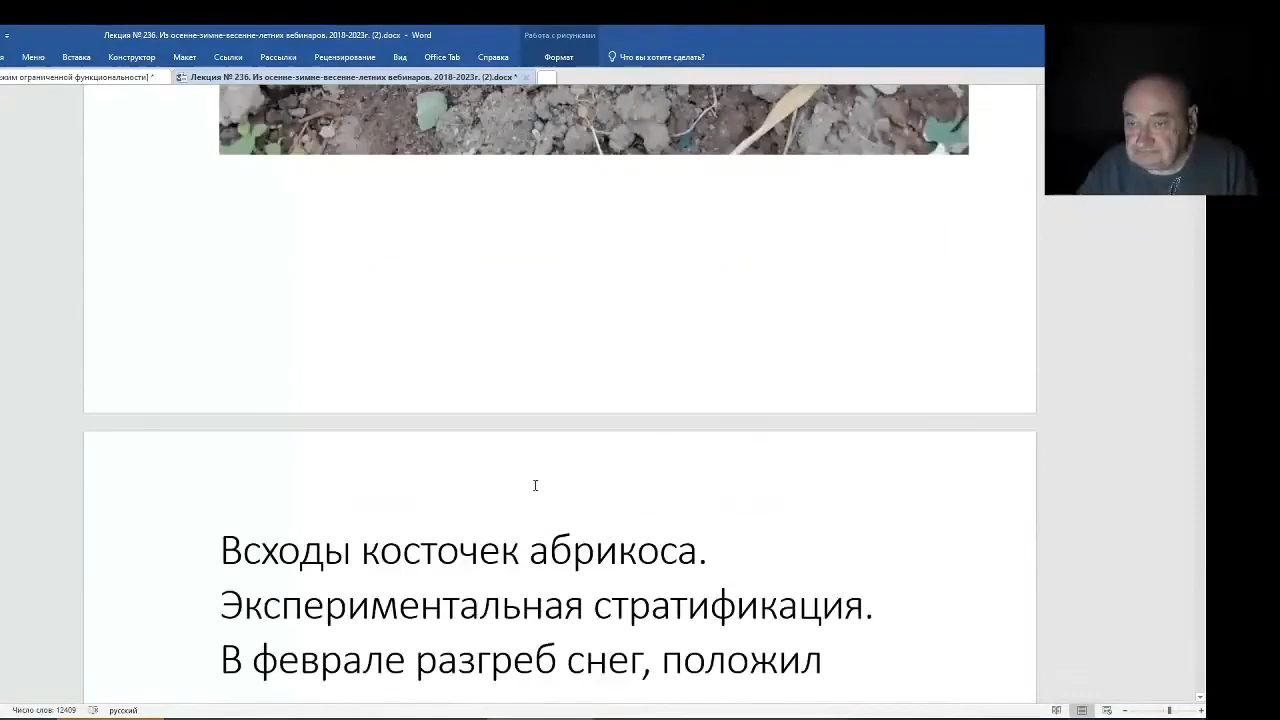 Лекция № 236. Из осенне-зимне-весенне-летних вебинаров. 2018-2023г. (2).docx - Word
Работа с рисунками
я Меню Вставка Конструктор Макет Ссылки Рассылки Рецензирование Вид Office Tab Справка Формат Что вы хотите сделать?
жим ограниченной функциональности] * Лекция № 236. Из осенне-зимне-весенне-летних вебинаров. 2018-2023г. (2).docx *
Всходы косточек абрикоса.
Экспериментальная стратификация.
В феврале разгреб снег, положил
Число слов: 12409 русский